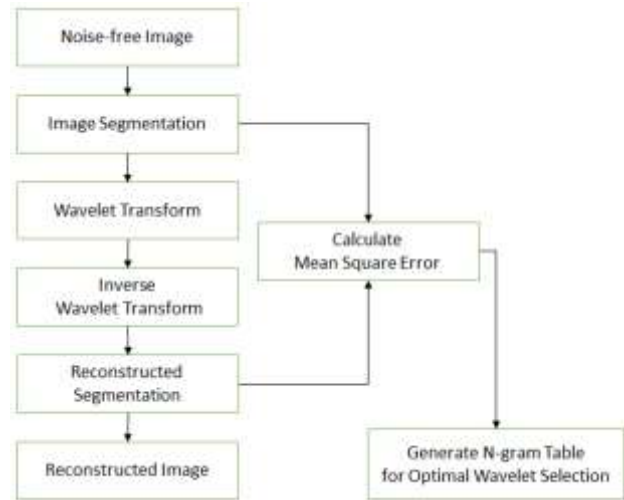 Noise-free Image
Image Segmentation
Wavelet Transform
Inverse
Wavelet Transform
Reconstructed
Segmentation
Reconstructed Image
Calculate
Mean Square Error
Generate N-gram Table
for Optimal Wavelet Selection